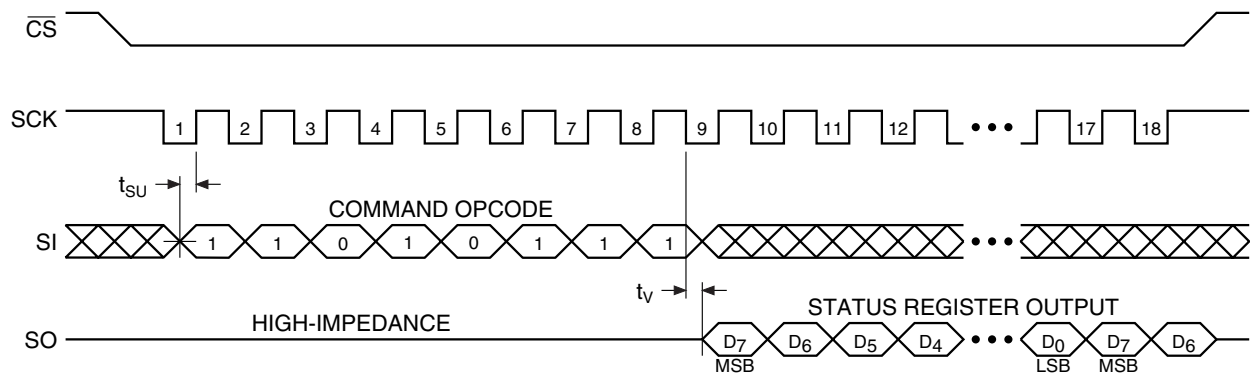 CS
SCK 1 2 3 4 5 6 7 8 9 10 11 12 ••• 17 18
tSU
COMMAND OPCODE
SI 1 1 0 1 0 1 1 1 •••
tV
HIGH-IMPEDANCE STATUS REGISTER OUTPUT
SO D7 D6 D5 D4 ••• D0 D7 D6
MSB LSB MSB